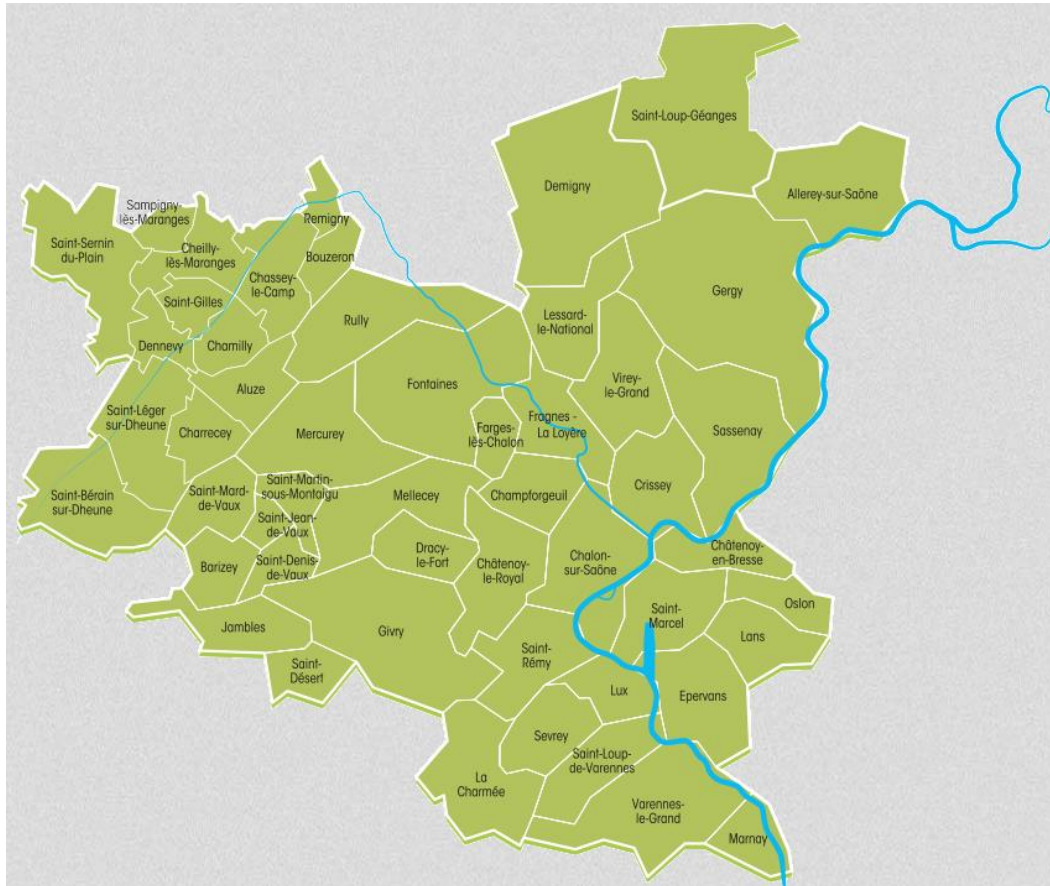 Saint-Loup-Géanges
Demigny
Allerey-sur-Saône
Sampigny-
lès-Maranges
Remigny
Saint-Sernin
du-Plain
Cheilly-
lès-Maranges
Bouzeron
Chassey-
le-Camp
Gergy
Saint-Gilles
Rully
Lessard-
le-National
Dennevy
Chamilly
Aluze
Fontaines
Virey-
le-Grand
Saint-Léger
sur-Dheune
Charrecey
Mercurey
Farges-
lès-Chalon
Fragnes -
La Loyère
Sassenay
Saint-Bérain
sur-Dheune
Saint-Mard-
de-Vaux
Saint-Martin-
sous-Montaigu
Mellecey
Champforgeuil
Crissey
Saint-Jean-
de-Vaux
Barizey
Saint-Denis-
de-Vaux
Dracy-
le-Fort
Châtenoy-
le-Royal
Chalon-
sur-Saône
Châtenoy-
en-Bresse
Jambles
Givry
Saint-
Marcel
Oslon
Lans
Saint-
Désert
Saint-
Rémy
Lux
Epervans
Sevrey
Saint-Loup-
de-Varennes
La
Charmée
Varennes-
le-Grand
Marnay